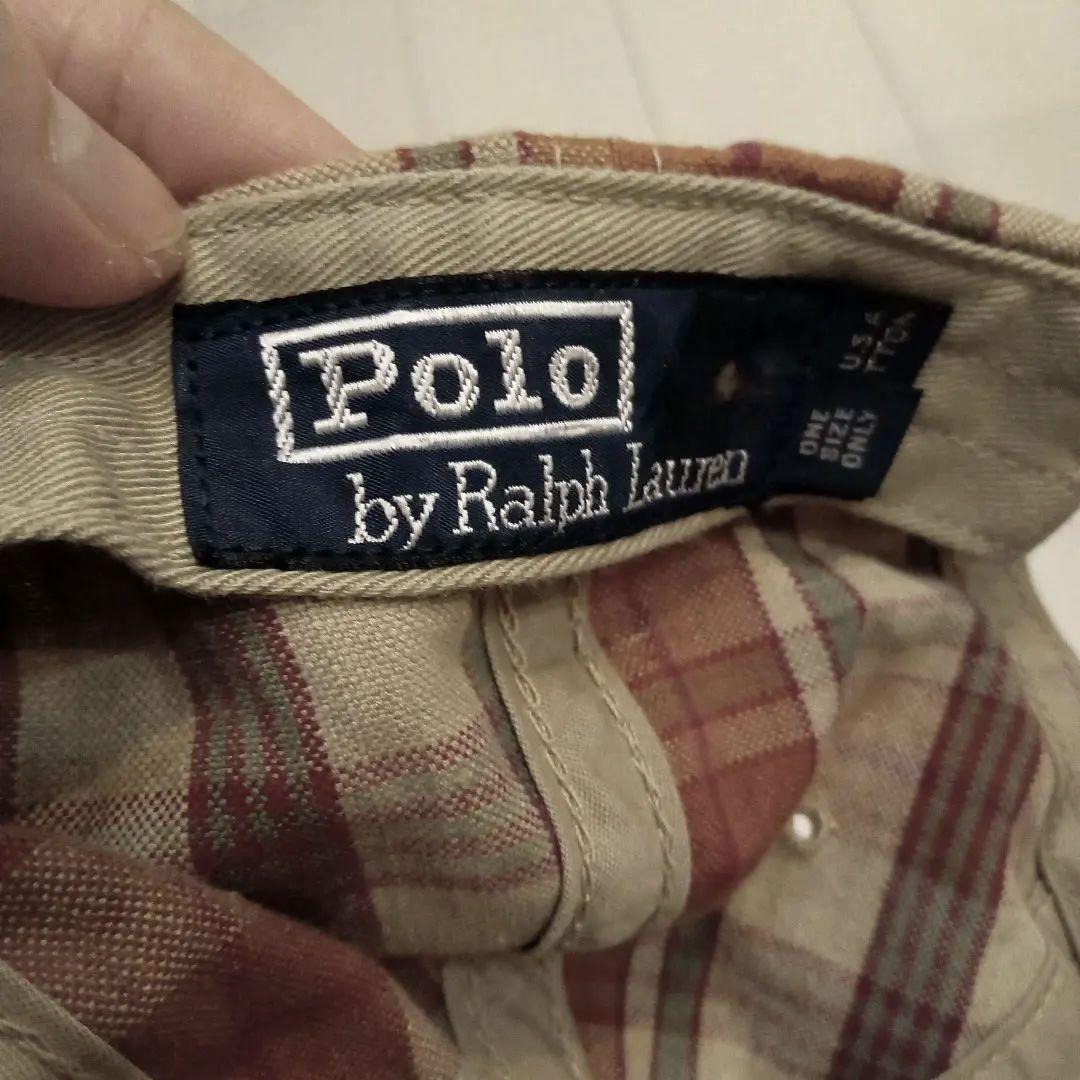 Polo
by Ralph Lauren
U.S.A
ONE
SIZE
ONLY